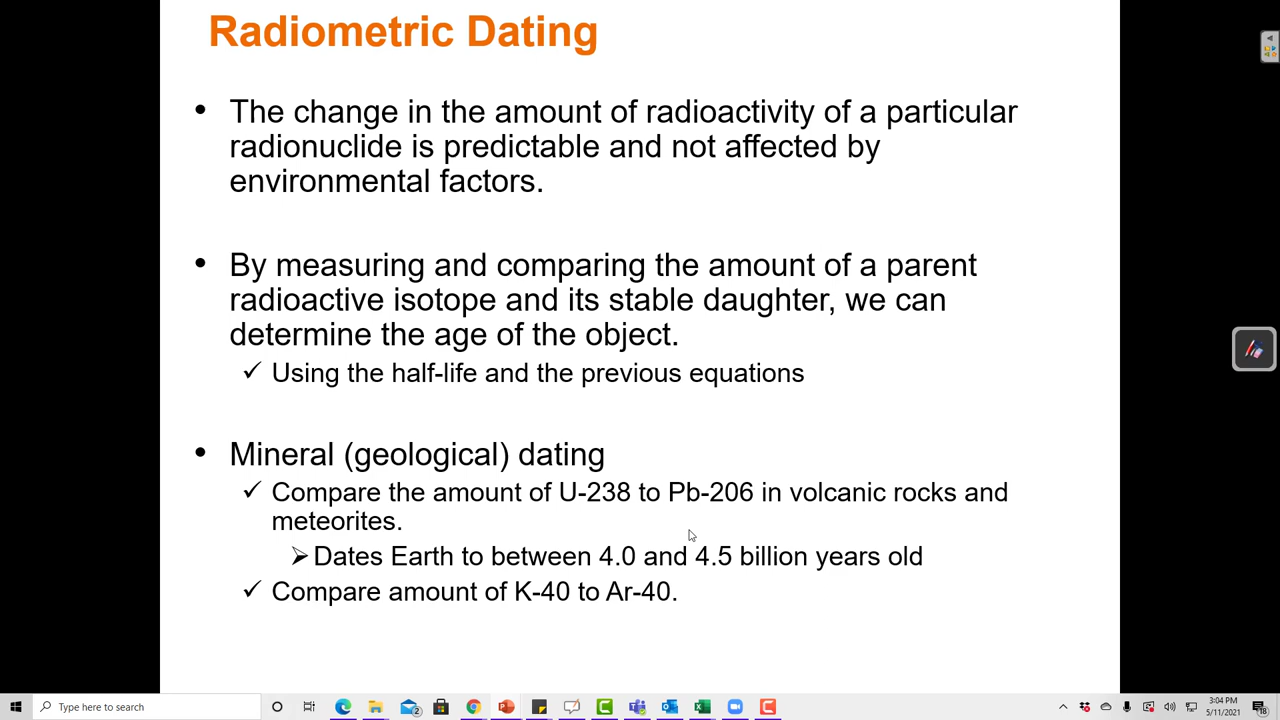 Radiometric Dating
• The change in the amount of radioactivity of a particular
radionuclide is predictable and not affected by
environmental factors.
• By measuring and comparing the amount of a parent
radioactive isotope and its stable daughter, we can
determine the age of the object.
✓ Using the half-life and the previous equations
• Mineral (geological) dating
✓ Compare the amount of U-238 to Pb-206 in volcanic rocks and
meteorites.
➢ Dates Earth to between 4.0 and 4.5 billion years old
✓ Compare amount of K-40 to Ar-40.
Type here to search
2
3:04 PM
5/11/2021
18